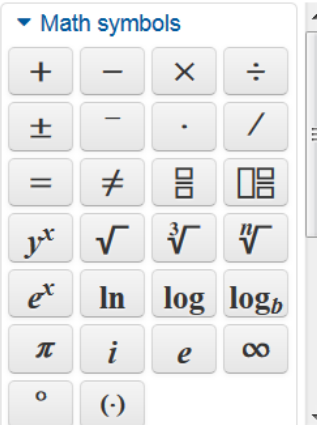 Math symbols
+ − × ÷
± ‾ · /
= ≠ ▯/▯ ▯▯/▯
yˣ √ ∛ ⁿ√
eˣ ln log log_b
π i e ∞
° (·)